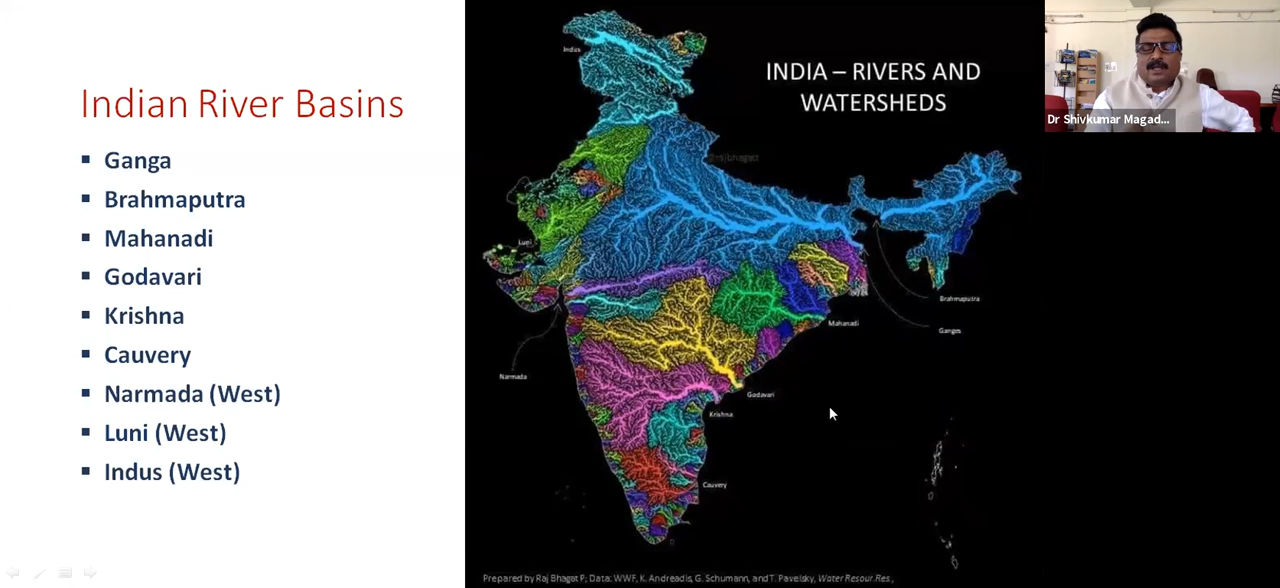 Indian River Basins
Ganga
Brahmaputra
Mahanadi
Godavari
Krishna
Cauvery
Narmada (West)
Luni (West)
Indus (West)
INDIA – RIVERS AND
WATERSHEDS
Indus
Luni
Brahmaputra
Mahanadi
Ganges
Narmada
Godavari
Krishna
Cauvery
Prepared by Raj Bhagat P; Data: WWF, K. Andreadis, G. Schumann, and T. Pavelsky, Water Resour.Res.,
Dr Shivkumar Magad...